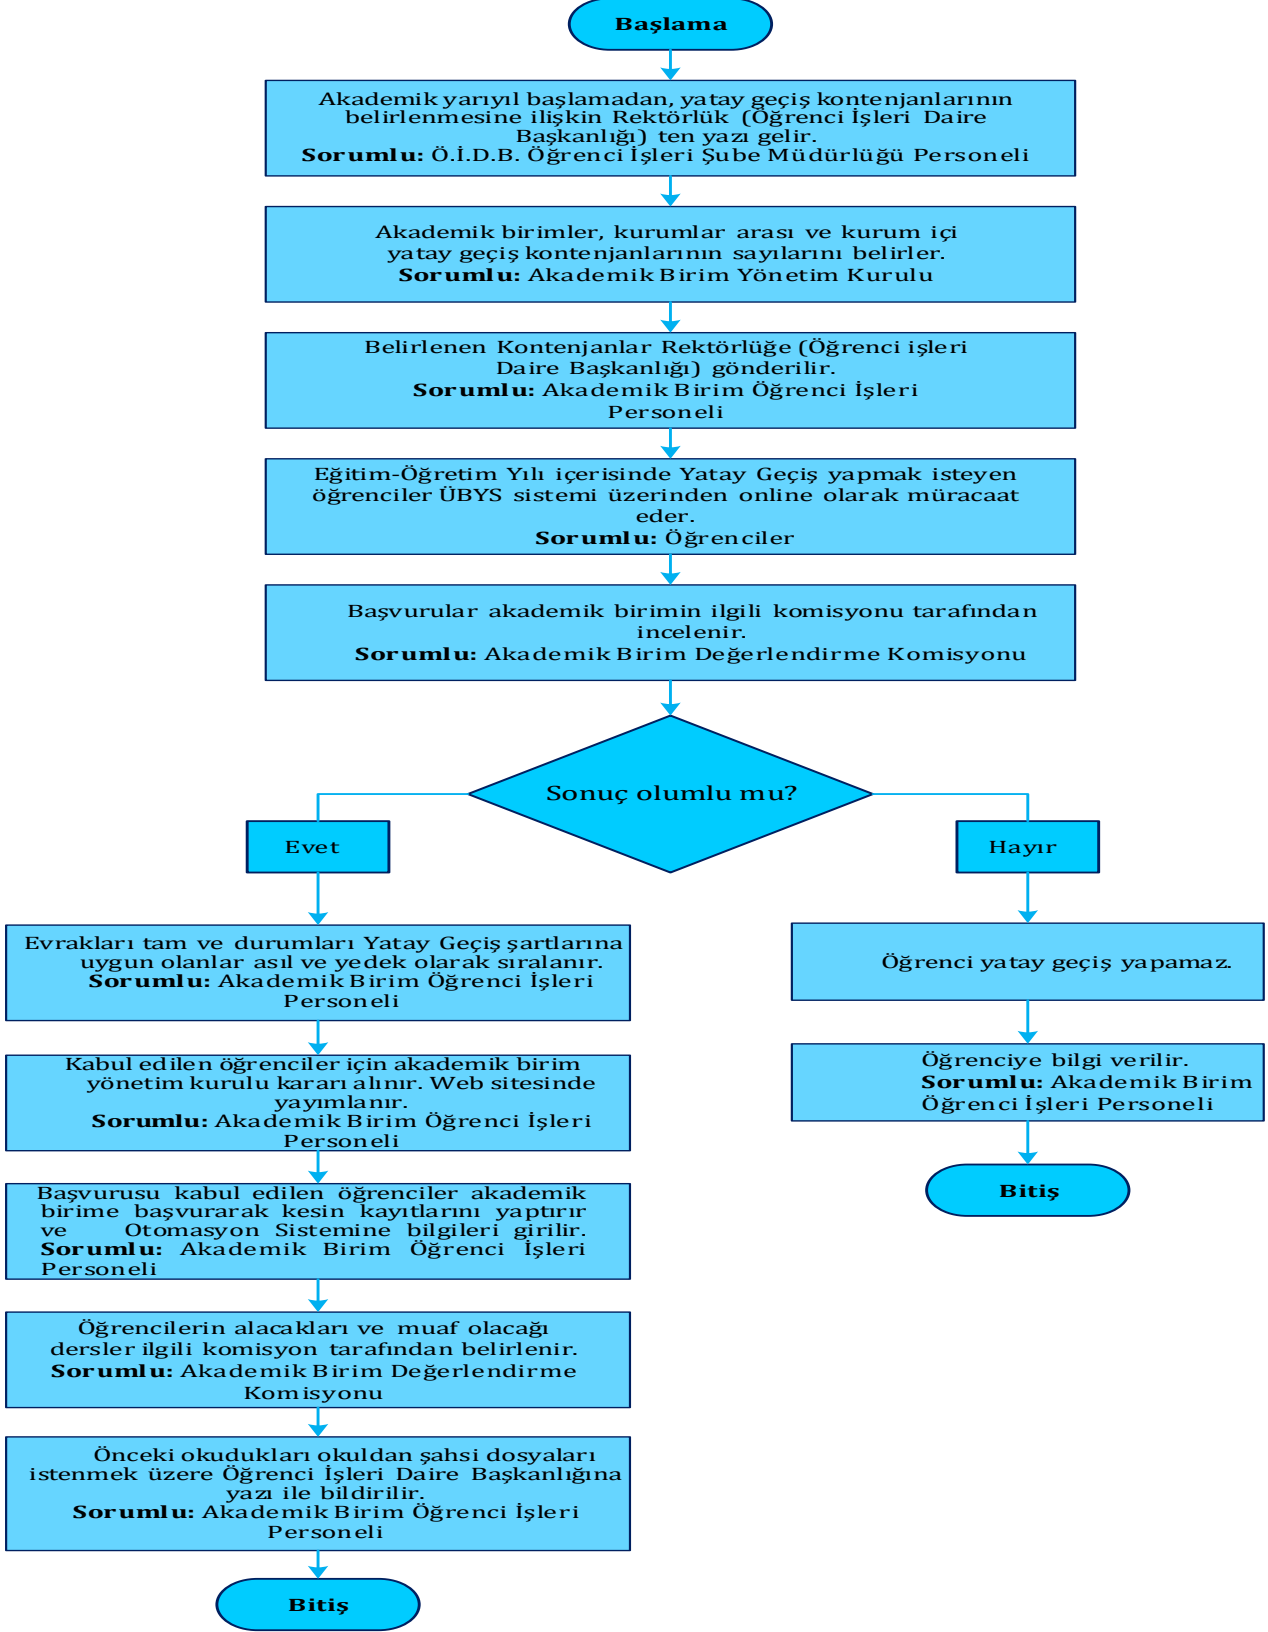 Başlama
Akademik yarıyıl başlamadan, yatay geçiş kontenjanlarının
belirlenmesine ilişkin Rektörlük (Öğrenci İşleri Daire
Başkanlığı) ten yazı gelir.
Sorumlu: Ö.İ.D.B. Öğrenci İşleri Şube Müdürlüğü Personeli
Akademik birimler, kurumlar arası ve kurum içi
yatay geçiş kontenjanlarının sayılarını belirler.
Sorumlu: Akademik Birim Yönetim Kurulu
Belirlenen Kontenjanlar Rektörlüğe (Öğrenci işleri
Daire Başkanlığı) gönderilir.
Sorumlu: Akademik Birim Öğrenci İşleri
Personeli
Eğitim-Öğretim Yılı içerisinde Yatay Geçiş yapmak isteyen
öğrenciler ÜBYS sistemi üzerinden online olarak müracaat
eder.
Sorumlu: Öğrenciler
Başvurular akademik birimin ilgili komisyonu tarafından
incelenir.
Sorumlu: Akademik Birim Değerlendirme Komisyonu
Sonuç olumlu mu?
Evet
Evrakları tam ve durumları Yatay Geçiş şartlarına
uygun olanlar asıl ve yedek olarak sıralanır.
Sorumlu: Akademik Birim Öğrenci İşleri
Personeli
Kabul edilen öğrenciler için akademik birim
yönetim kurulu kararı alınır. Web sitesinde
yayımlanır.
Sorumlu: Akademik Birim Öğrenci İşleri
Personeli
Başvurusu kabul edilen öğrenciler akademik
birime başvurarak kesin kayıtlarını yaptırır
ve Otomasyon Sistemine bilgileri girilir.
Sorumlu: Akademik Birim Öğrenci İşleri
Personeli
Öğrencilerin alacakları ve muaf olacağı
dersler ilgili komisyon tarafından belirlenir.
Sorumlu: Akademik Birim Değerlendirme
Komisyonu
Önceki okudukları okuldan şahsi dosyaları
istenmek üzere Öğrenci İşleri Daire Başkanlığına
yazı ile bildirilir.
Sorumlu: Akademik Birim Öğrenci İşleri
Personeli
Bitiş
Hayır
Öğrenci yatay geçiş yapamaz.
Öğrenciye bilgi verilir.
Sorumlu: Akademik Birim
Öğrenci İşleri Personeli
Bitiş